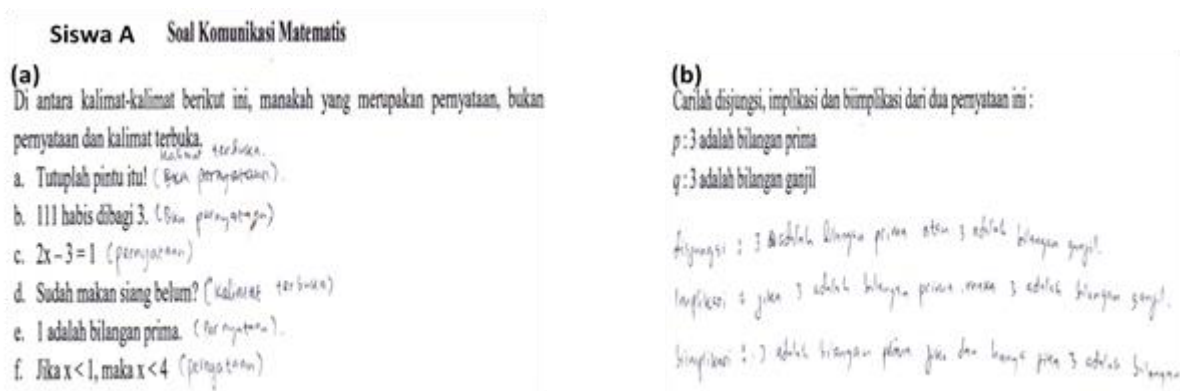 Siswa A Soal Komunikasi Matematis
(a)
Di antara kalimat-kalimat berikut ini, manakah yang merupakan pernyataan, bukan
pernyataan dan kalimat terbuka.
kalimat terbuka.
a. Tutuplah pintu itu! (Bkn pernyataan).
b. 111 habis dibagi 3. (Bkn pernyataan)
c. 2x – 3 = 1 (pernyataan)
d. Sudah makan siang belum? (kalimat terbuka)
e. 1 adalah bilangan prima. (Pernyataan).
f. Jika x < 1, maka x < 4 (pernyataan)
(b)
Carilah disjungsi, implikasi dan biimplikasi dari dua pernyataan ini :
p : 3 adalah bilangan prima
q : 3 adalah bilangan ganjil
disjungsi : 3 adalah bilangan prima atau 3 adalah bilangan ganjil.
Implikasi : jika 3 adalah bilangan prima, maka 3 adalah bilangan ganjil.
biimplikasi : 3 adalah bilangan prima jika dan hanya jika 3 adalah bilangan